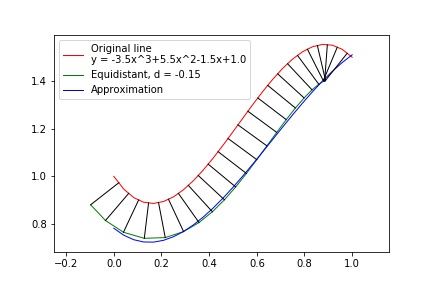 Original line
y = -3.5x^3+5.5x^2-1.5x+1.0
Equidistant, d = -0.15
Approximation
1.4
1.2
1.0
0.8
−0.2 0.0 0.2 0.4 0.6 0.8 1.0